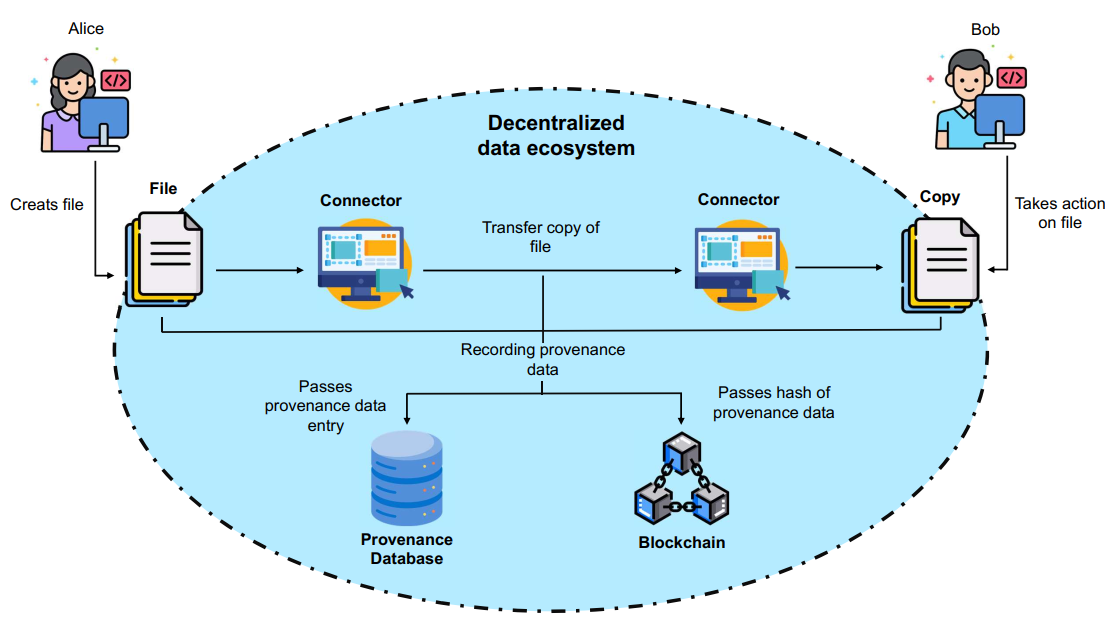 Alice
Bob
Decentralized
data ecosystem
File
Connector
Connector
Copy
Creats file
Transfer copy of
file
Takes action
on file
Recording provenance
data
Passes
provenance data
entry
Passes hash of
provenance data
Provenance
Database
Blockchain